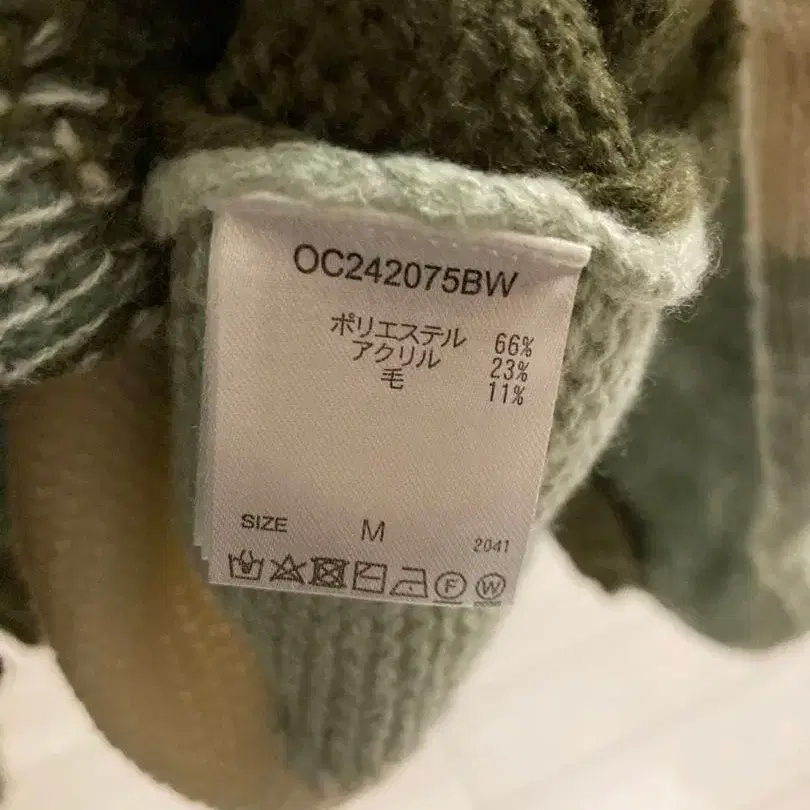 OC242075BW
ポリエステル 66%
アクリル 23%
毛 11%
SIZE M
2041
F W